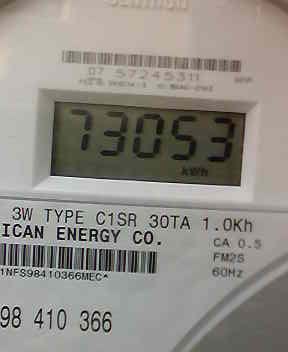 CENTRON
07 57245311
73053
kWh
3W TYPE C1SR 30TA 1.0Kh
ICAN ENERGY CO.
CA 0.5
FM2S
60Hz
1NFS98410366MEC*
98 410 366